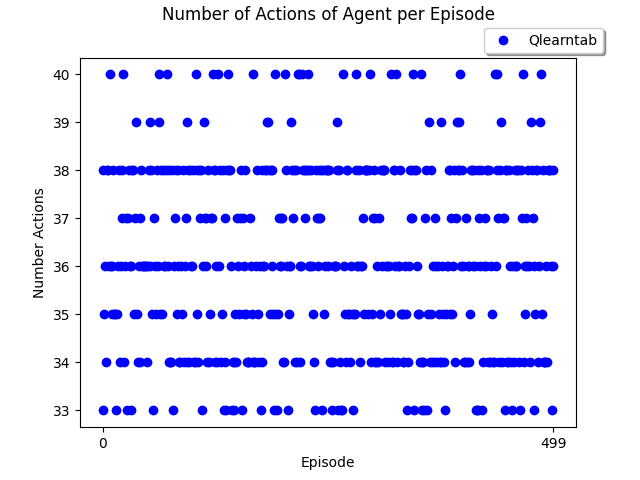 Number of Actions of Agent per Episode
Qlearntab
40
39
38
37
36
35
34
33
Number Actions
0
499
Episode